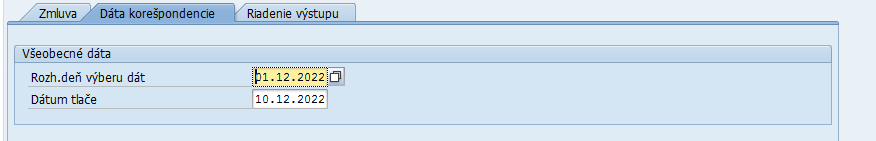 Zmluva Dáta korešpondencie Riadenie výstupu
Všeobecné dáta
Rozh.deň výberu dát 01.12.2022
Dátum tlače 10.12.2022